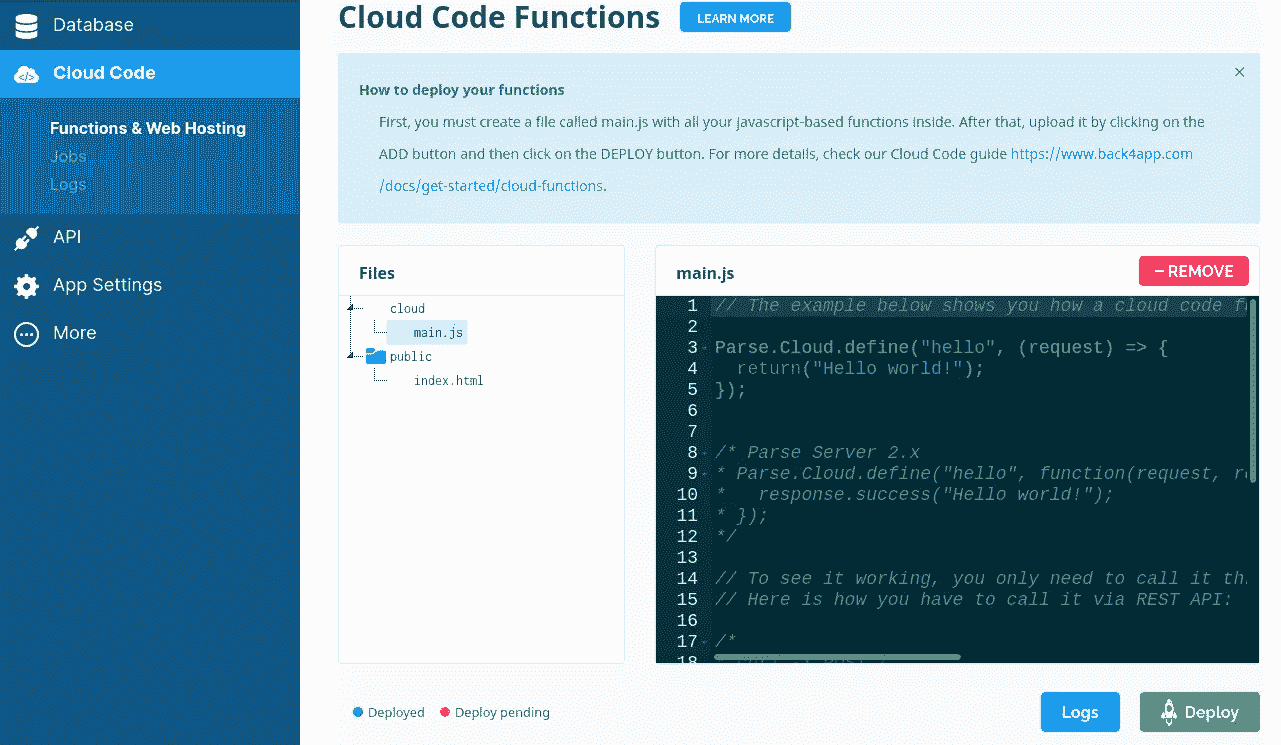 Database
Cloud Code
Functions & Web Hosting
Jobs
Logs
API
App Settings
More
Cloud Code Functions
LEARN MORE
How to deploy your functions
First, you must create a file called main.js with all your javascript-based functions inside. After that, upload it by clicking on the
ADD button and then click on the DEPLOY button. For more details, check our Cloud Code guide https://www.back4app.com
/docs/get-started/cloud-functions.
Files
cloud
main.js
public
index.html
main.js
− REMOVE
1 // The example below shows you how a cloud code
2
3 Parse.Cloud.define("hello", (request) => {
4 return("Hello world!");
5 });
6
7
8 /* Parse Server 2.x
9 * Parse.Cloud.define("hello", function(request,
10 * response.success("Hello world!");
11 * });
12 */
13
14 // To see it working, you only need to call it
15 // Here is how you have to call it via REST API:
16
17 /*
18
Deployed
Deploy pending
Logs
Deploy